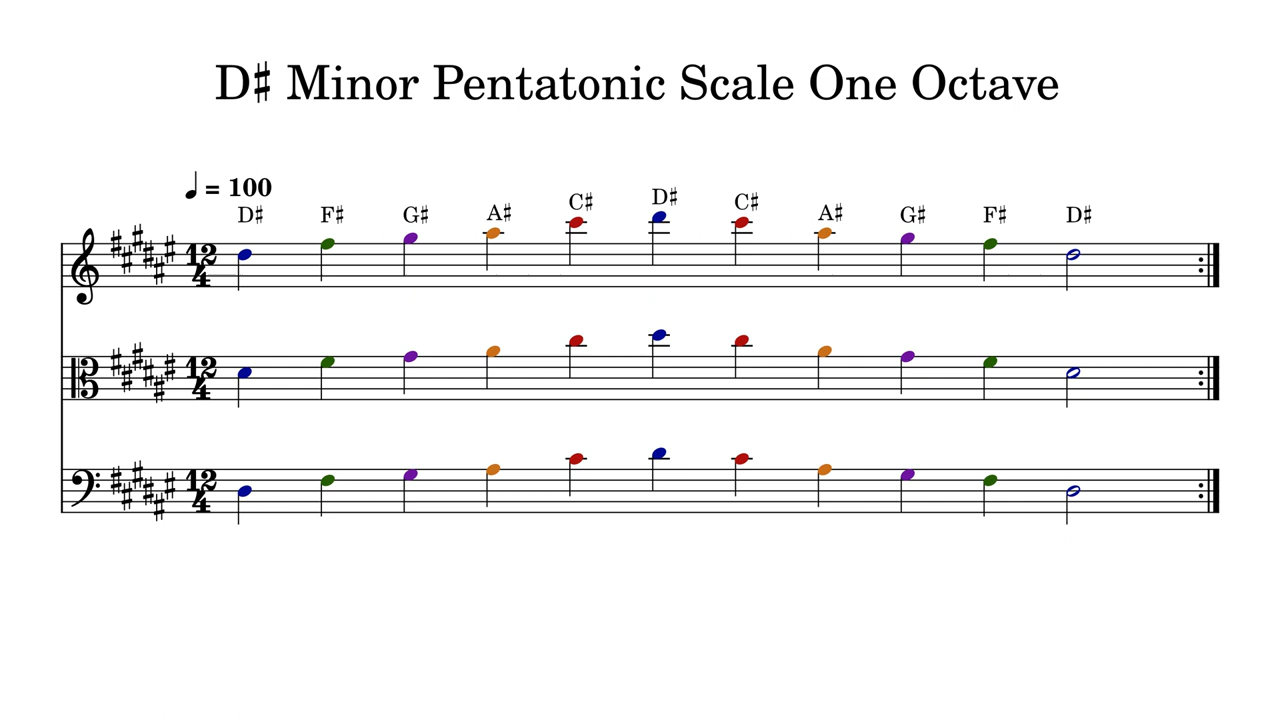 D♯ Minor Pentatonic Scale One Octave
♩ = 100
D♯ F♯ G♯ A♯ C♯ D♯ C♯ A♯ G♯ F♯ D♯
12
4
12
4
12
4